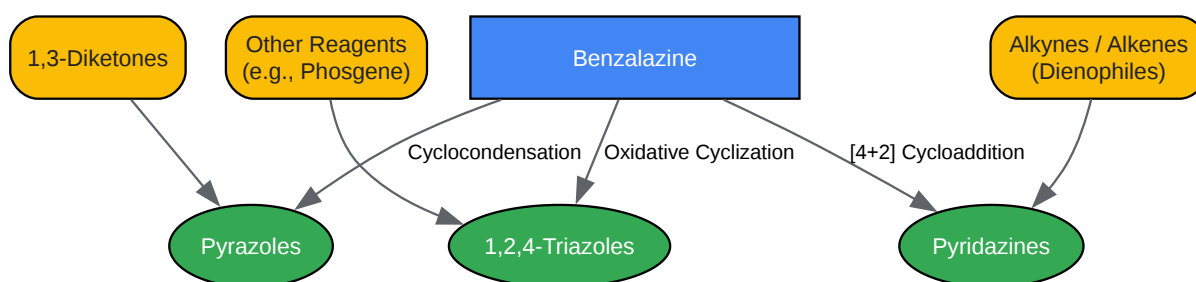 1,3-Diketones
Other Reagents
(e.g., Phosgene)
Benzalazine
Alkynes / Alkenes
(Dienophiles)
Cyclocondensation
Oxidative Cyclization
[4+2] Cycloaddition
Pyrazoles
1,2,4-Triazoles
Pyridazines